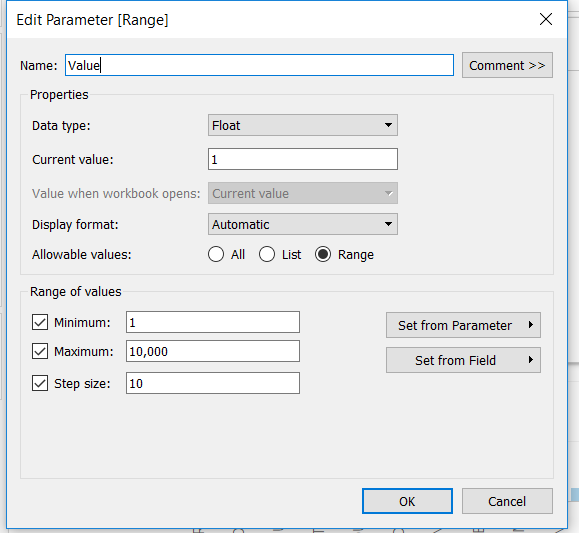 Edit Parameter [Range]
Name: Value Comment >>
Properties
Data type: Float
Current value: 1
Value when workbook opens: Current value
Display format: Automatic
Allowable values: All List Range
Range of values
Minimum: 1 Set from Parameter
Maximum: 10,000
Set from Field
Step size: 10
OK Cancel